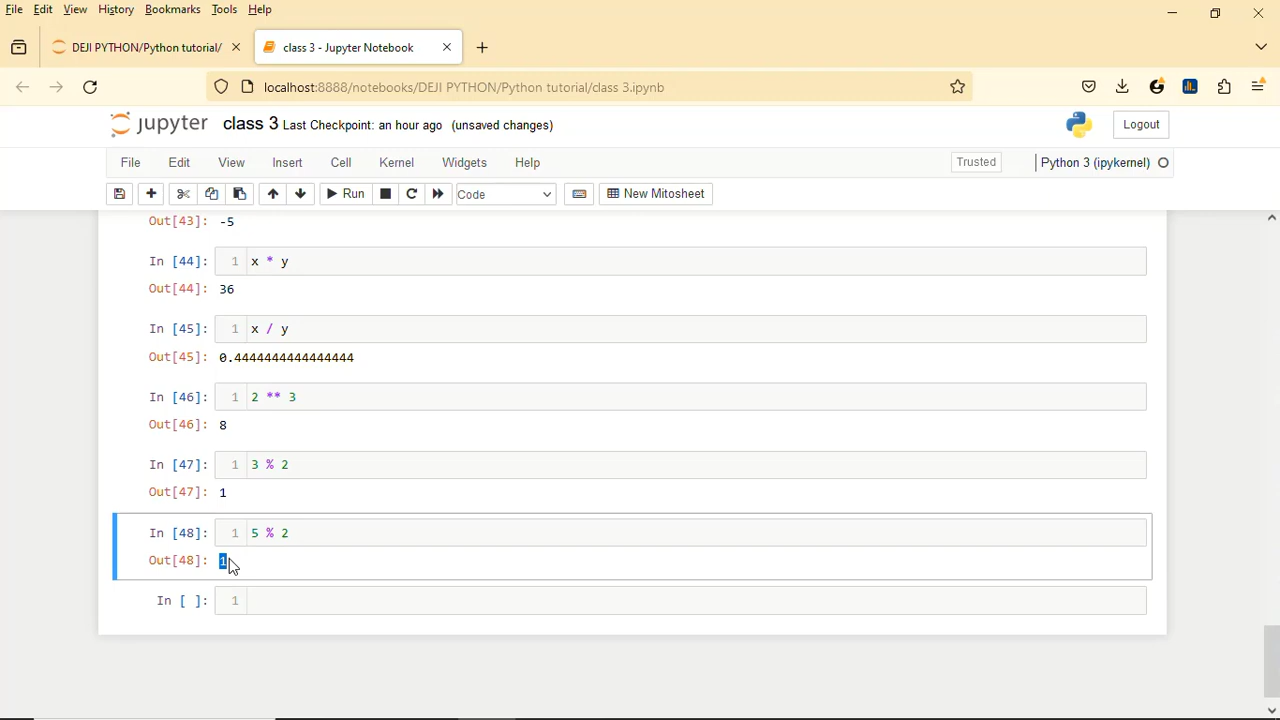 File Edit View History Bookmarks Tools Help
DEJI PYTHON/Python tutorial/ class 3 - Jupyter Notebook
localhost:8888/notebooks/DEJI PYTHON/Python tutorial/class 3.ipynb
jupyter class 3 Last Checkpoint: an hour ago (unsaved changes) Logout
File Edit View Insert Cell Kernel Widgets Help Trusted Python 3 (ipykernel)
Run Code New Mitosheet
Out[43]: -5
In [44]: 1 x * y
Out[44]: 36
In [45]: 1 x / y
Out[45]: 0.4444444444444444
In [46]: 1 2 ** 3
Out[46]: 8
In [47]: 1 3 % 2
Out[47]: 1
In [48]: 1 5 % 2
Out[48]: 1
In [ ]: 1